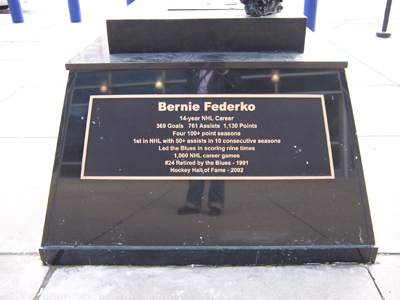 Bernie Federko
14-year NHL Career
369 Goals 761 Assists 1,130 Points
Four 100+ point seasons
1st in NHL with 50+ assists in 10 consecutive seasons
Led the Blues in scoring nine times
1,000 NHL career games
#24 Retired by the Blues - 1991
Hockey Hall of Fame - 2002